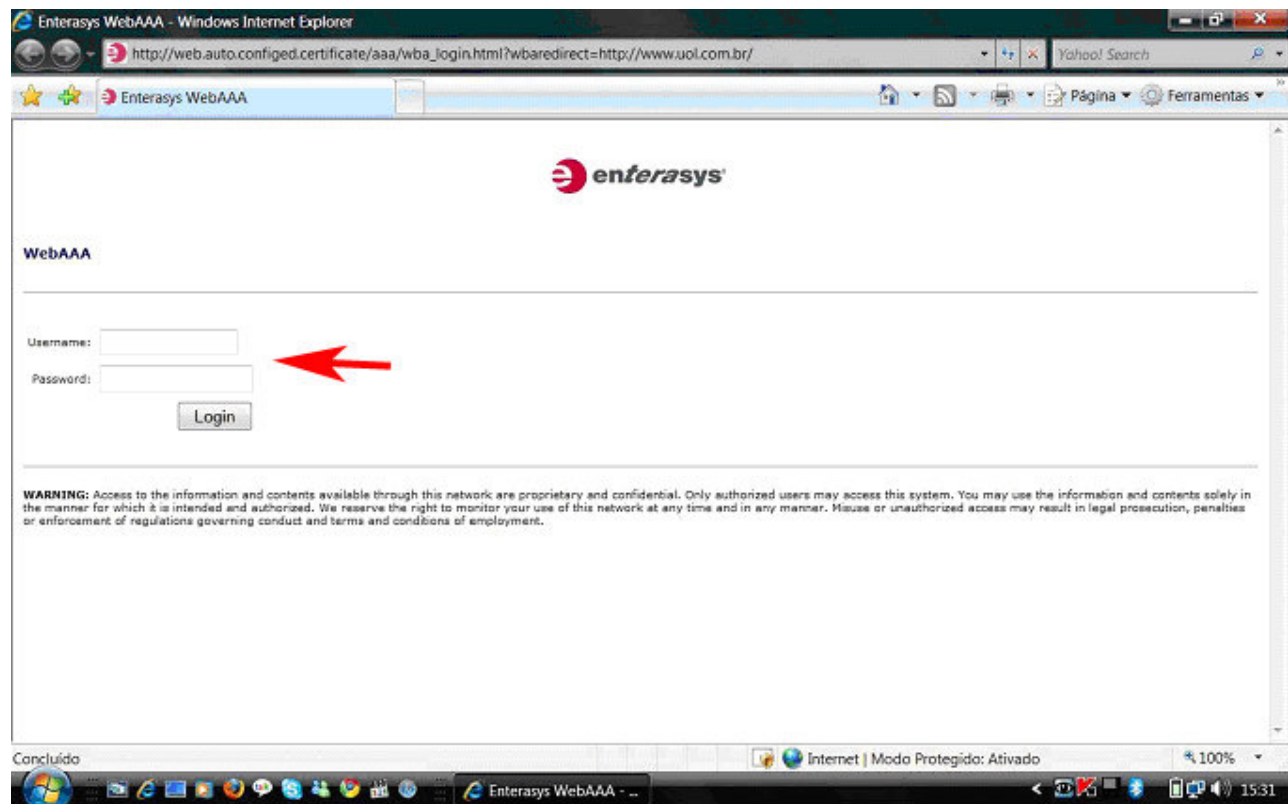 Enterasys WebAAA - Windows Internet Explorer
http://web.auto.configed.certificate/aaa/wba_login.html?wbaredirect=http://www.uol.com.br/
Yahoo! Search
Enterasys WebAAA
Página
Ferramentas
enterasys
WebAAA
Username:
Password:
Login
WARNING: Access to the information and contents available through this network are proprietary and confidential. Only authorized users may access this system. You may use the information and contents solely in
the manner for which it is intended and authorized. We reserve the right to monitor your use of this network at any time and in any manner. Misuse or unauthorized access may result in legal prosecution, penalties
or enforcement of regulations governing conduct and terms and conditions of employment.
Concluído
Internet | Modo Protegido: Ativado
100%
Enterasys WebAAA - ...
15:31